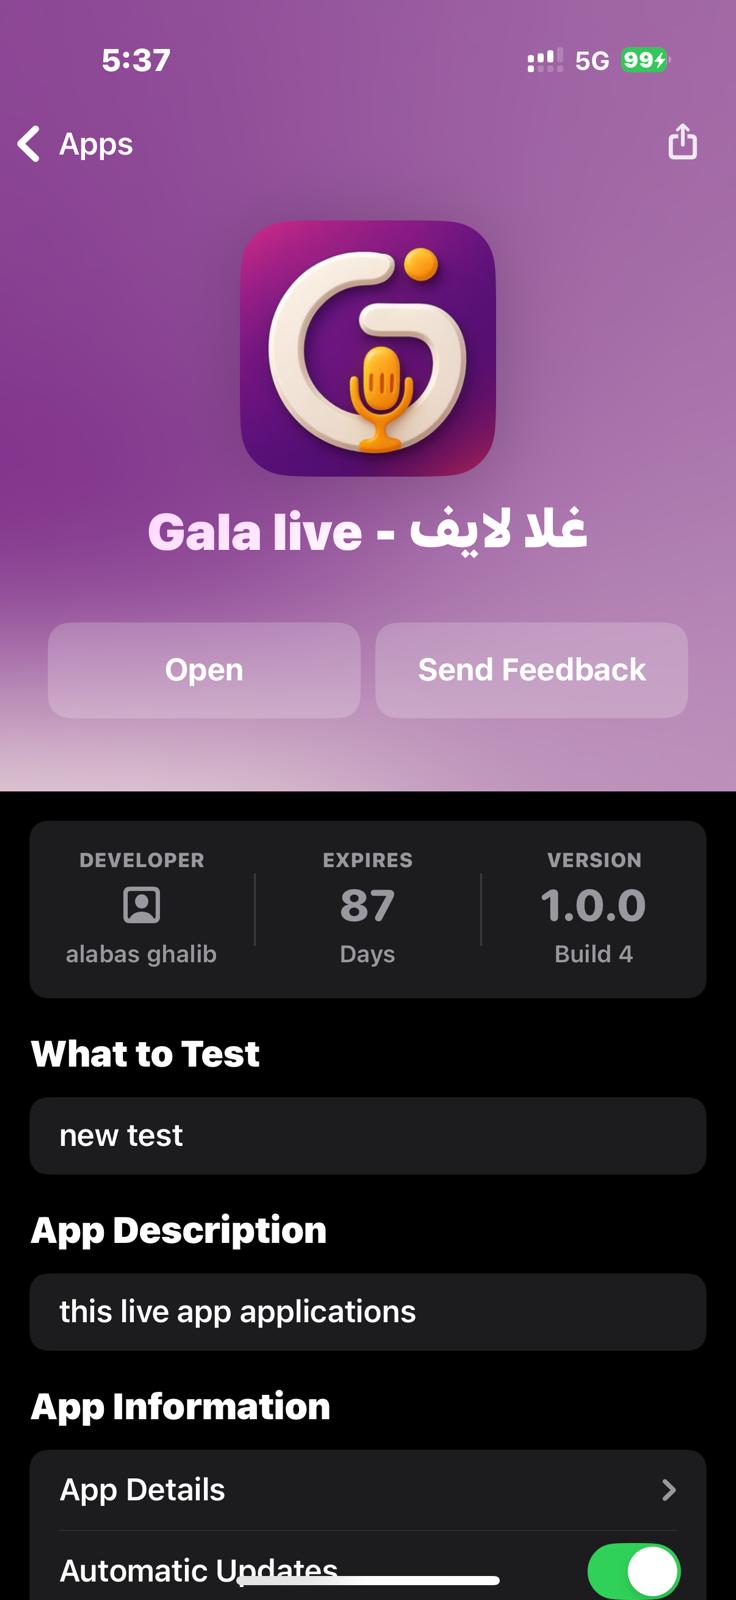 5:37
5G
99
Apps
Gala live - غلا لايف
Open
Send Feedback
DEVELOPER
EXPIRES
VERSION
87
1.0.0
alabas ghalib
Days
Build 4
What to Test
new test
App Description
this live app applications
App Information
App Details
Automatic Updates